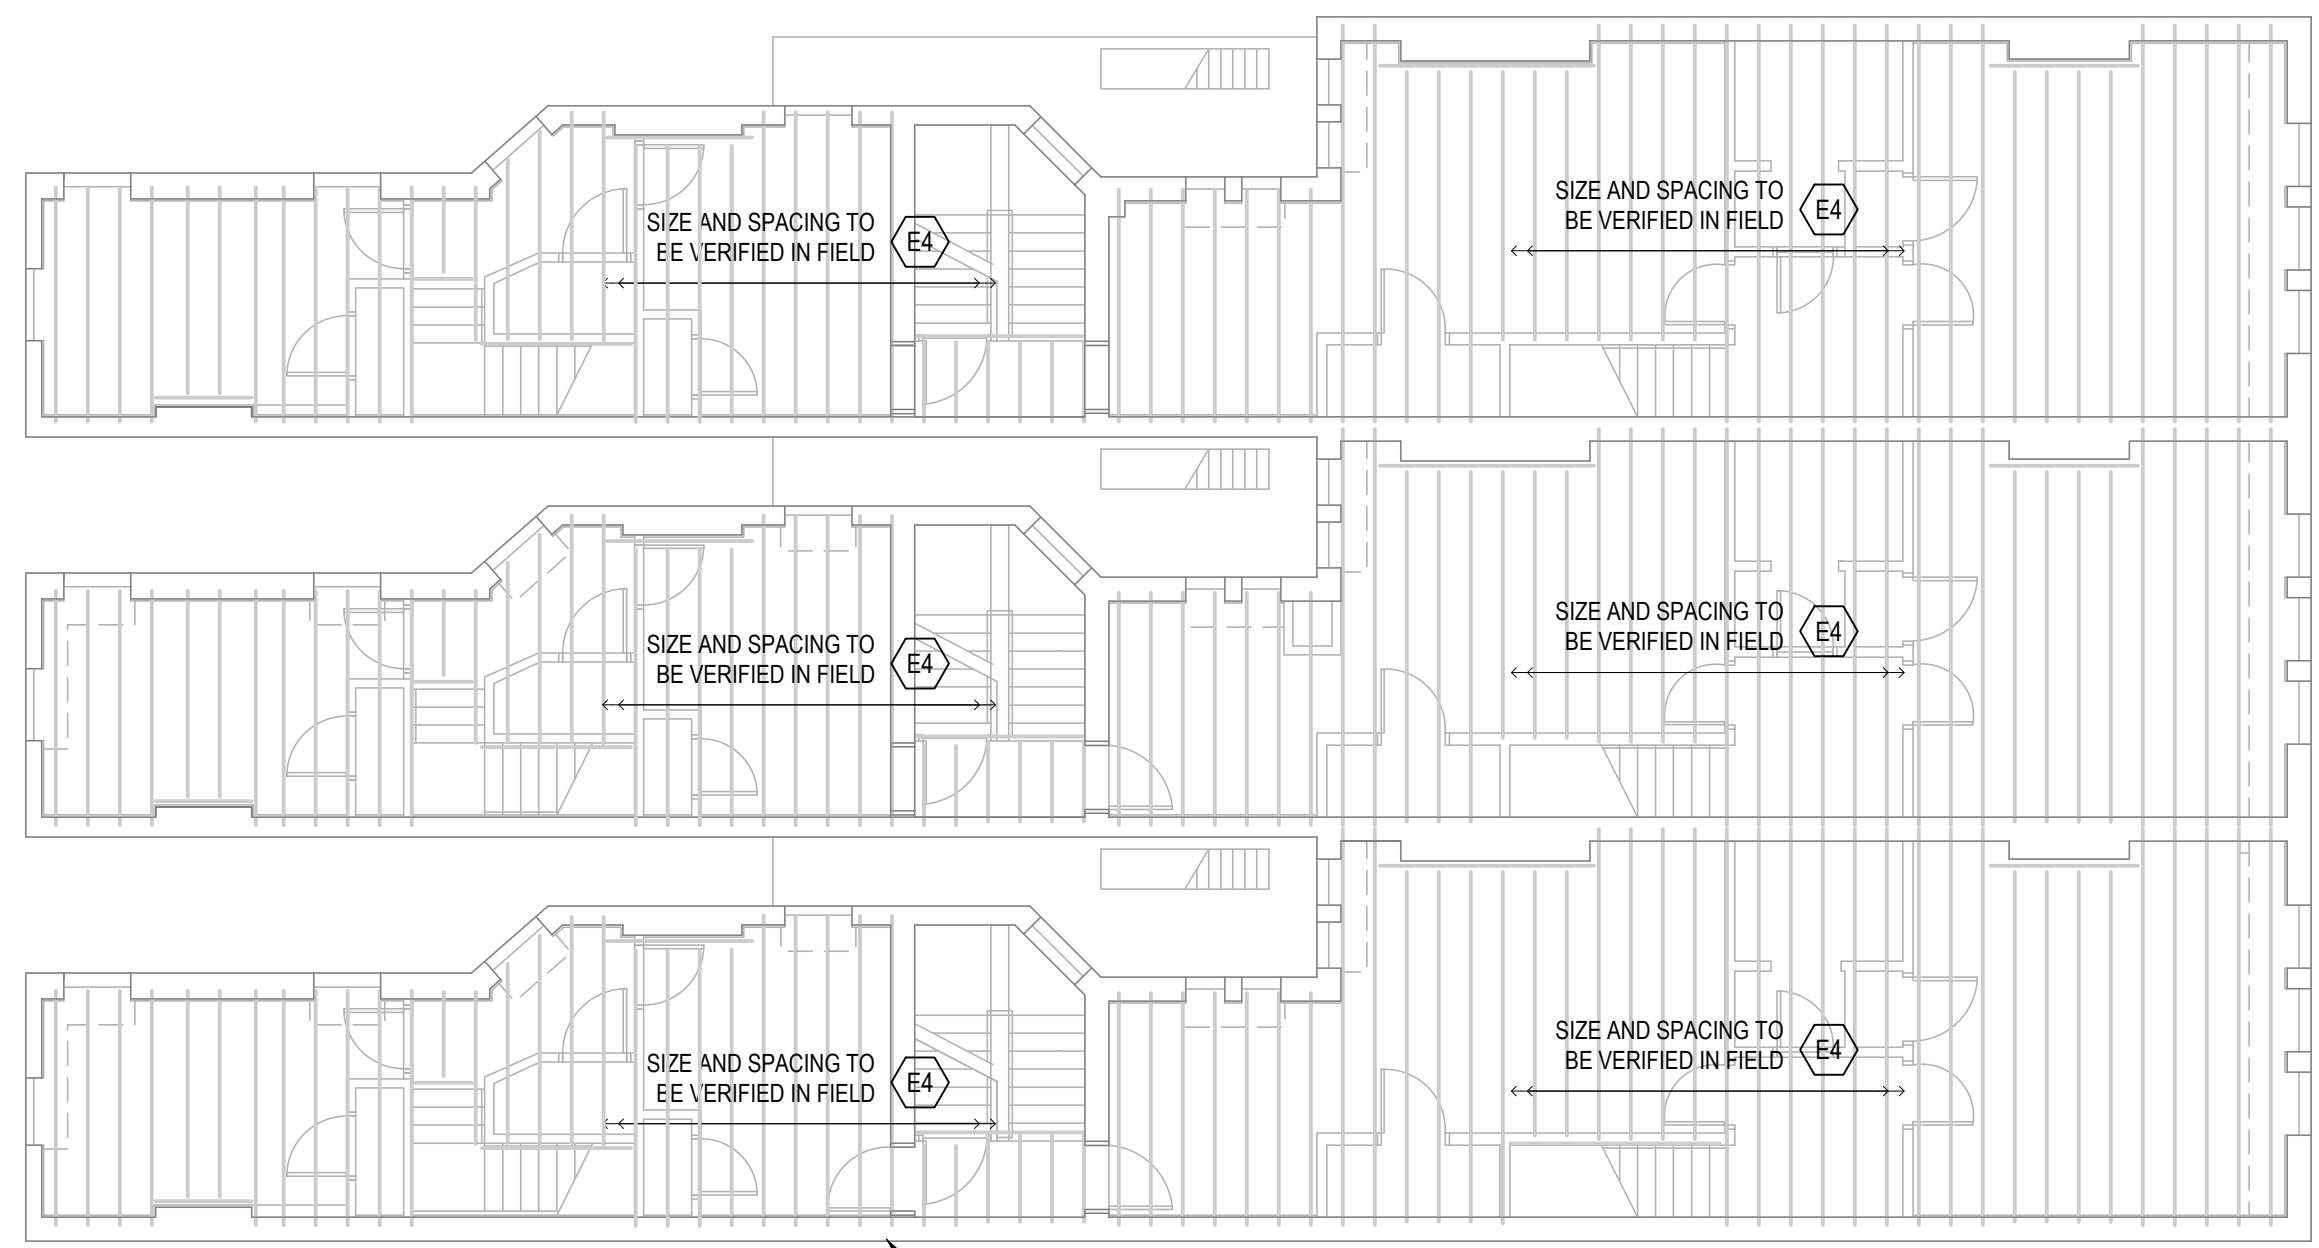 SIZE AND SPACING TO
BE VERIFIED IN FIELD
E4
SIZE AND SPACING TO
BE VERIFIED IN FIELD
E4
SIZE AND SPACING TO
BE VERIFIED IN FIELD
E4
SIZE AND SPACING TO
BE VERIFIED IN FIELD
E4
SIZE AND SPACING TO
BE VERIFIED IN FIELD
E4
SIZE AND SPACING TO
BE VERIFIED IN FIELD
E4